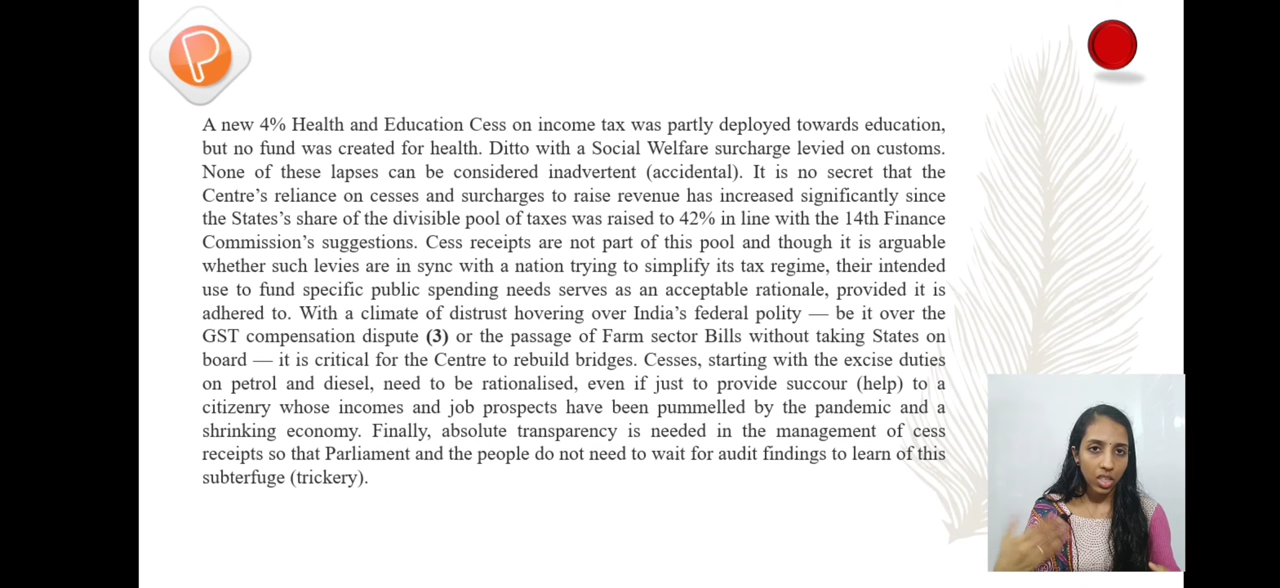 P
A new 4% Health and Education Cess on income tax was partly deployed towards education,
but no fund was created for health. Ditto with a Social Welfare surcharge levied on customs.
None of these lapses can be considered inadvertent (accidental). It is no secret that the
Centre's reliance on cesses and surcharges to raise revenue has increased significantly since
the States's share of the divisible pool of taxes was raised to 42% in line with the 14th Finance
Commission's suggestions. Cess receipts are not part of this pool and though it is arguable
whether such levies are in sync with a nation trying to simplify its tax regime, their intended
use to fund specific public spending needs serves as an acceptable rationale, provided it is
adhered to. With a climate of distrust hovering over India's federal polity — be it over the
GST compensation dispute (3) or the passage of Farm sector Bills without taking States on
board — it is critical for the Centre to rebuild bridges. Cesses, starting with the excise duties
on petrol and diesel, need to be rationalised, even if just to provide succour (help) to a
citizenry whose incomes and job prospects have been pummelled by the pandemic and a
shrinking economy. Finally, absolute transparency is needed in the management of cess
receipts so that Parliament and the people do not need to wait for audit findings to learn of this
subterfuge (trickery).